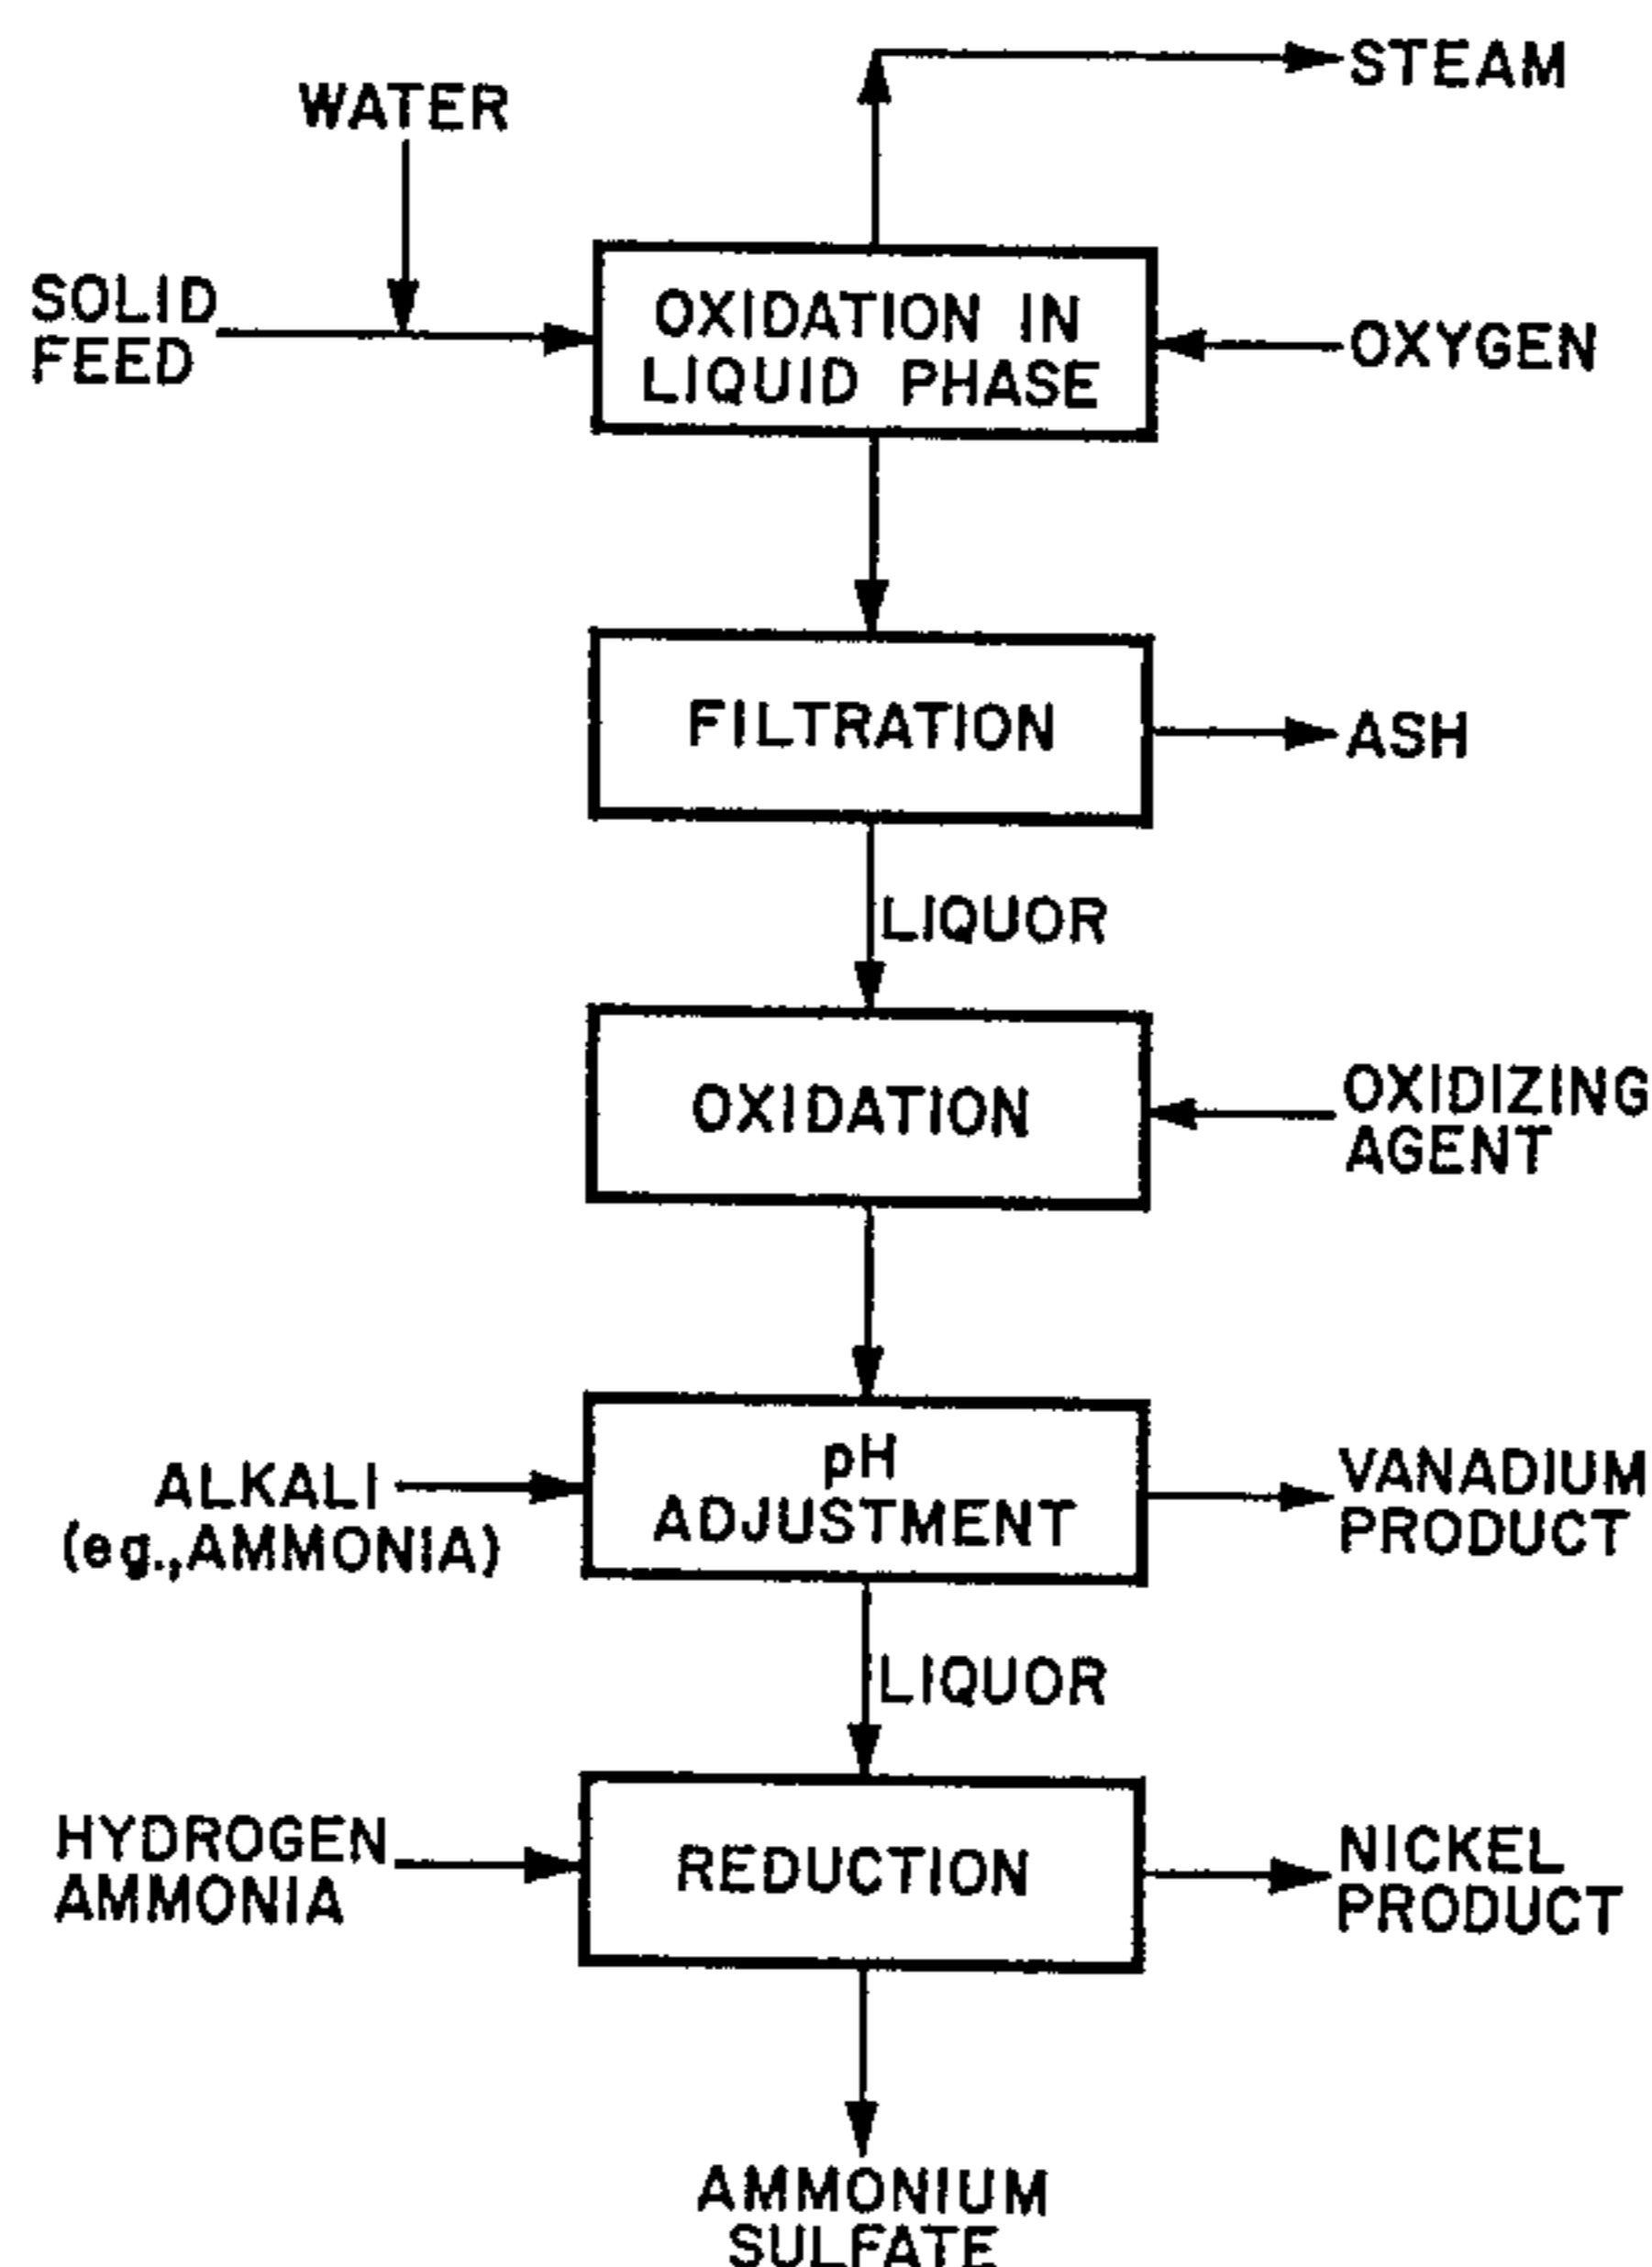 STEAM
WATER
SOLID
FEED
OXIDATION IN
LIQUID PHASE
OXYGEN
FILTRATION
ASH
LIQUOR
OXIDATION
OXIDIZING
AGENT
ALKALI
(eg.,AMMONIA)
pH
ADJUSTMENT
VANADIUM
PRODUCT
LIQUOR
HYDROGEN
AMMONIA
REDUCTION
NICKEL
PRODUCT
AMMONIUM
SULFATE